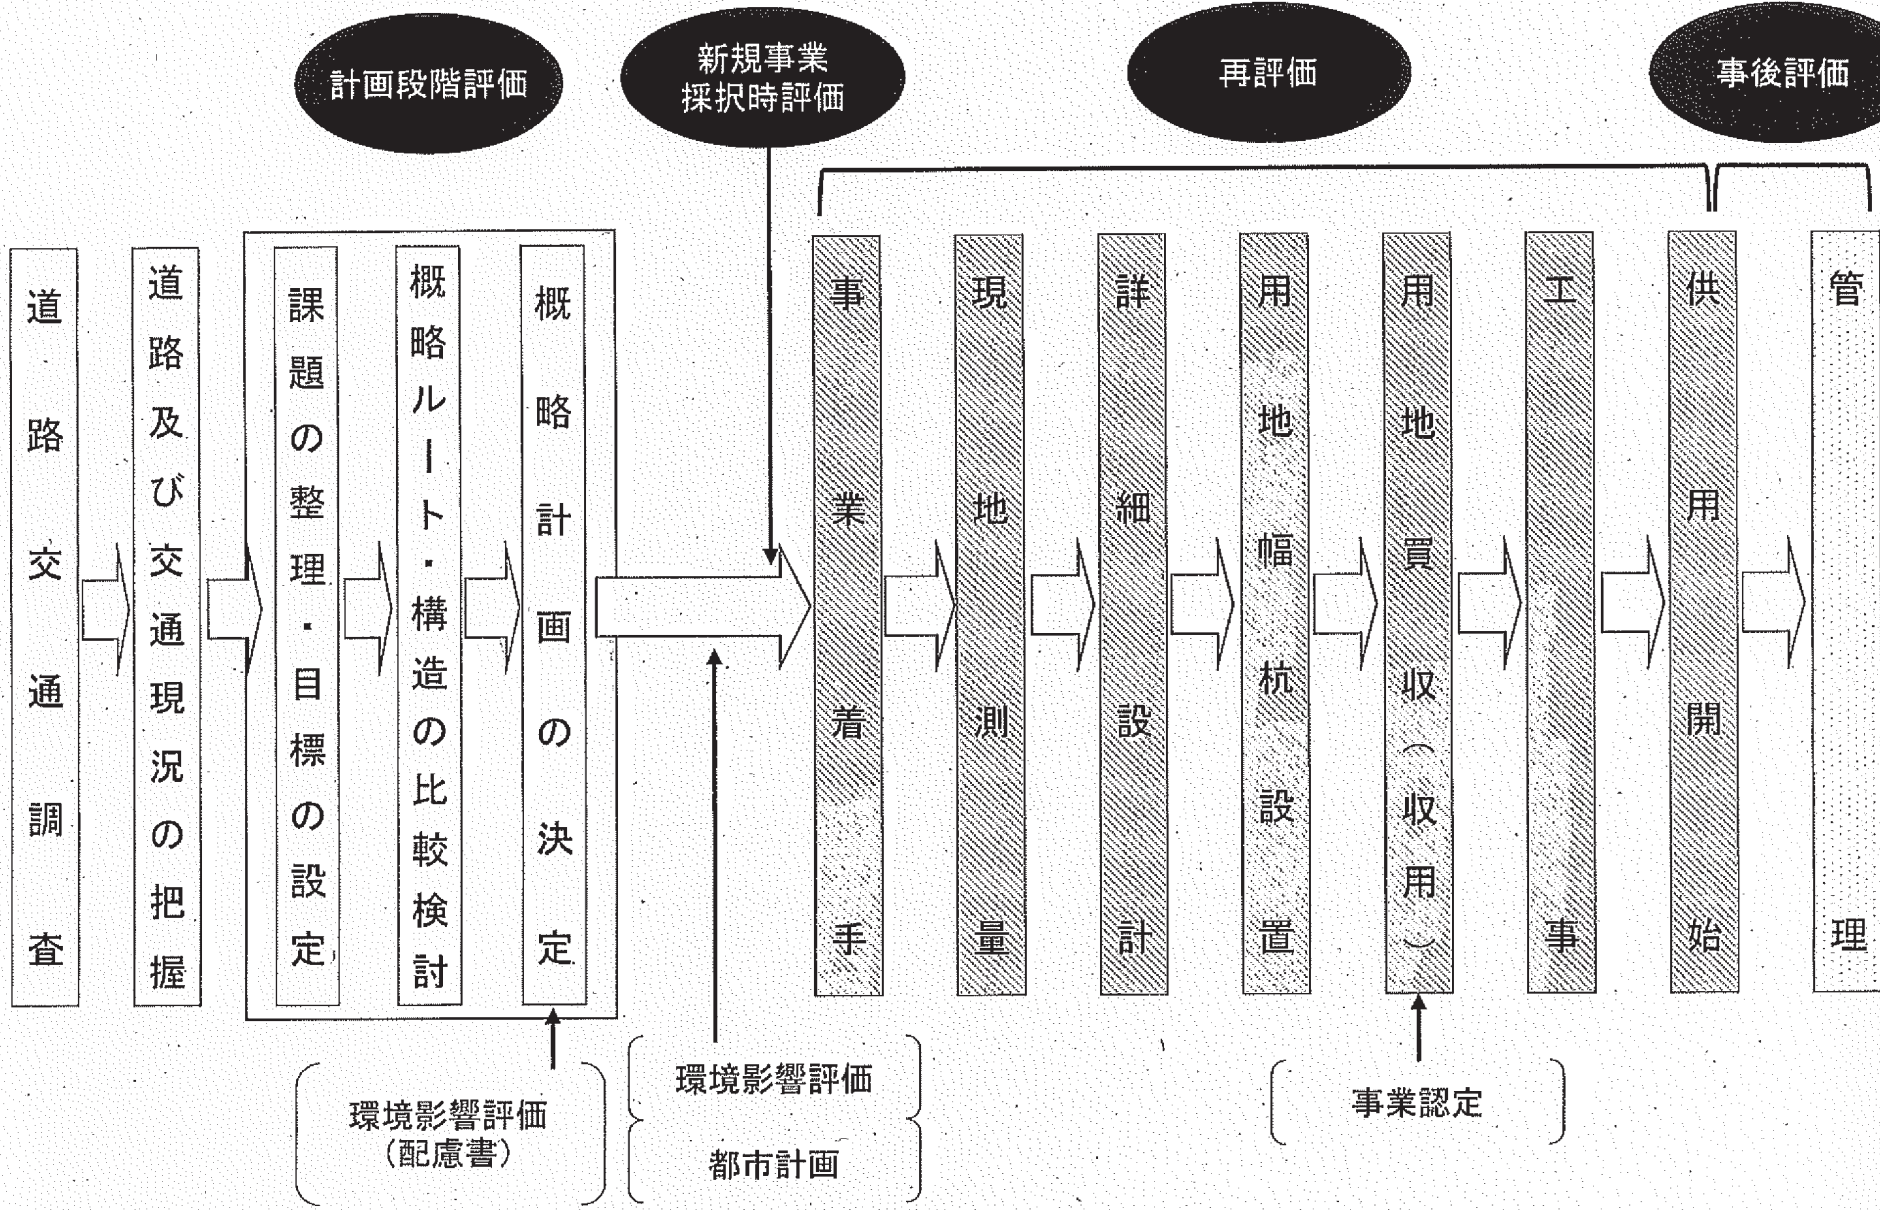 計画段階評価
新規事業
採択時評価
再評価
事後評価
道路交通調査
道路及び交通現況の把握
課題の整理・目標の設定
概略ルート・構造の比較検討
概略計画の決定
事業着手
現地測量
詳細設計
用地幅杭設置
用地買収(収用)
工事
供用開始
管理
環境影響評価
(配慮書)
環境影響評価
都市計画
事業認定